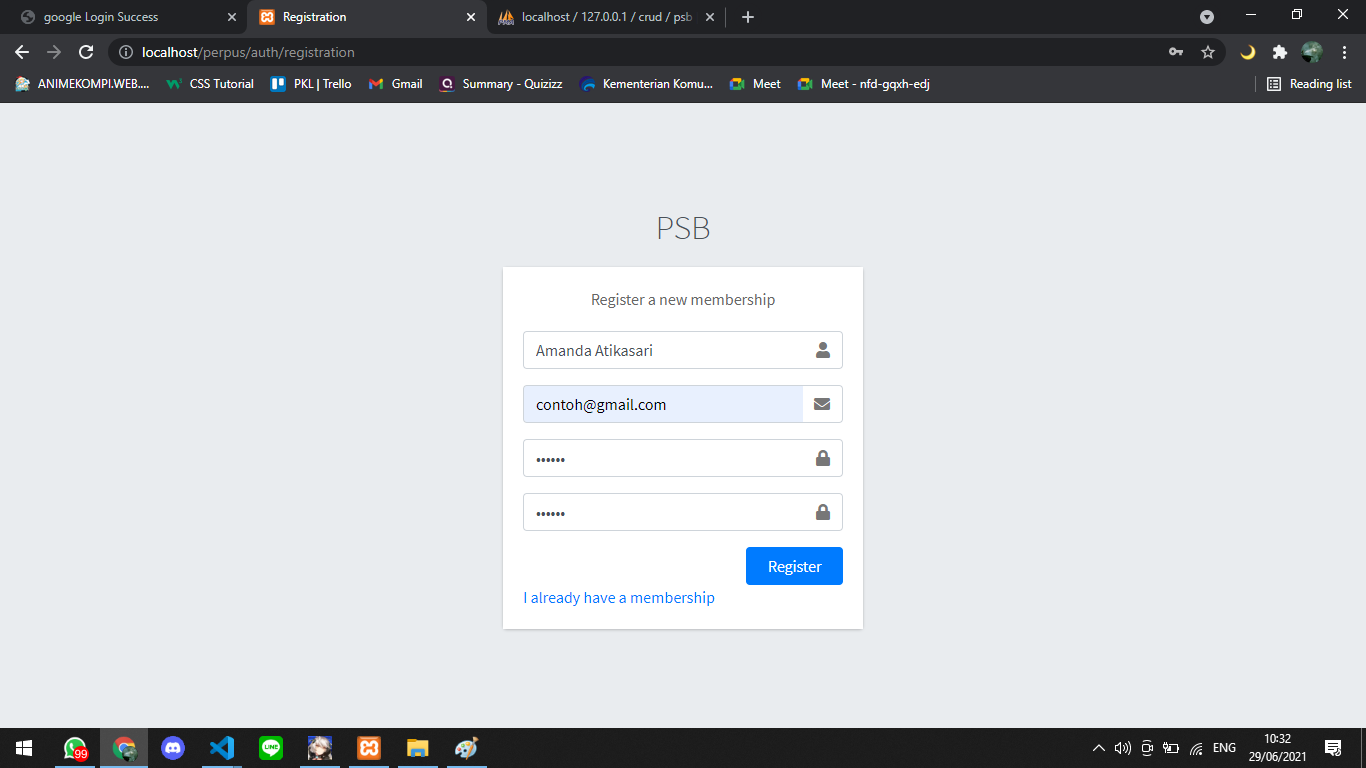 google Login Success
Registration
localhost / 127.0.0.1 / crud / psb
localhost/perpus/auth/registration
ANIMEKOMPI.WEB....
CSS Tutorial
PKL | Trello
Gmail
Summary - Quizizz
Kementerian Komu...
Meet
Meet - nfd-gqxh-edj
Reading list
PSB
Register a new membership
Amanda Atikasari
contoh@gmail.com
••••••
••••••
Register
I already have a membership
99
LINE
ENG
10:32
29/06/2021